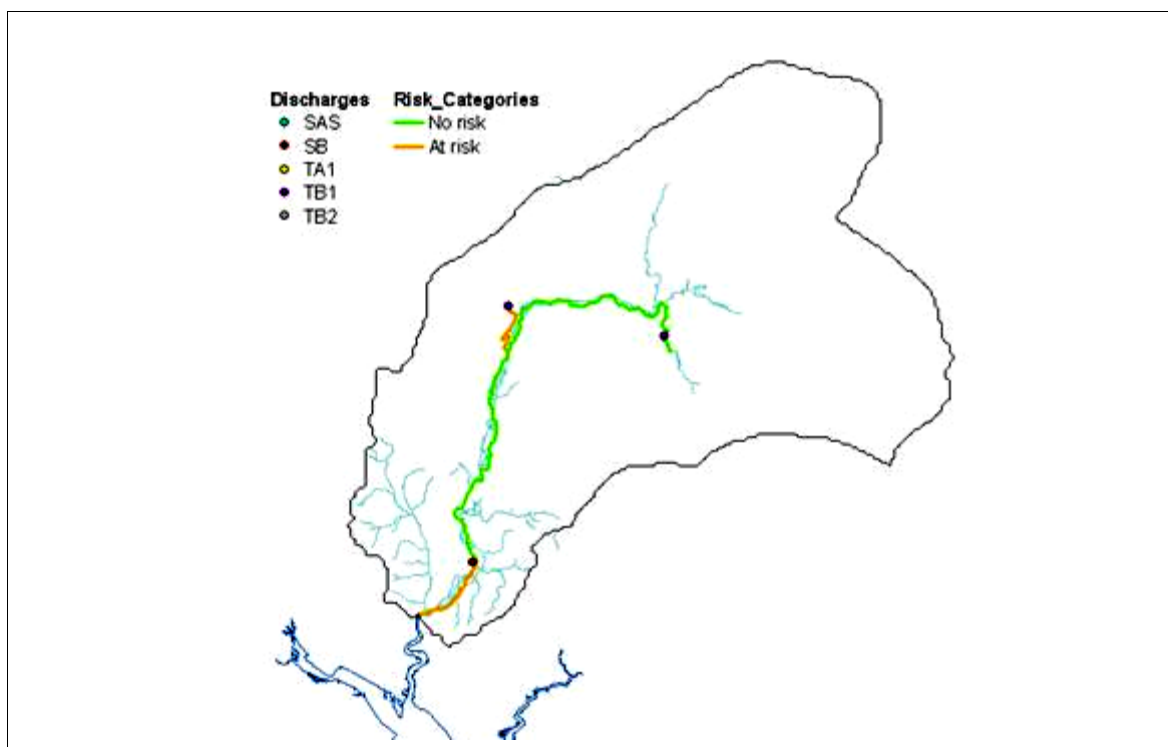 Discharges Risk_Categories
SAS No risk
SB At risk
TA1
TB1
TB2